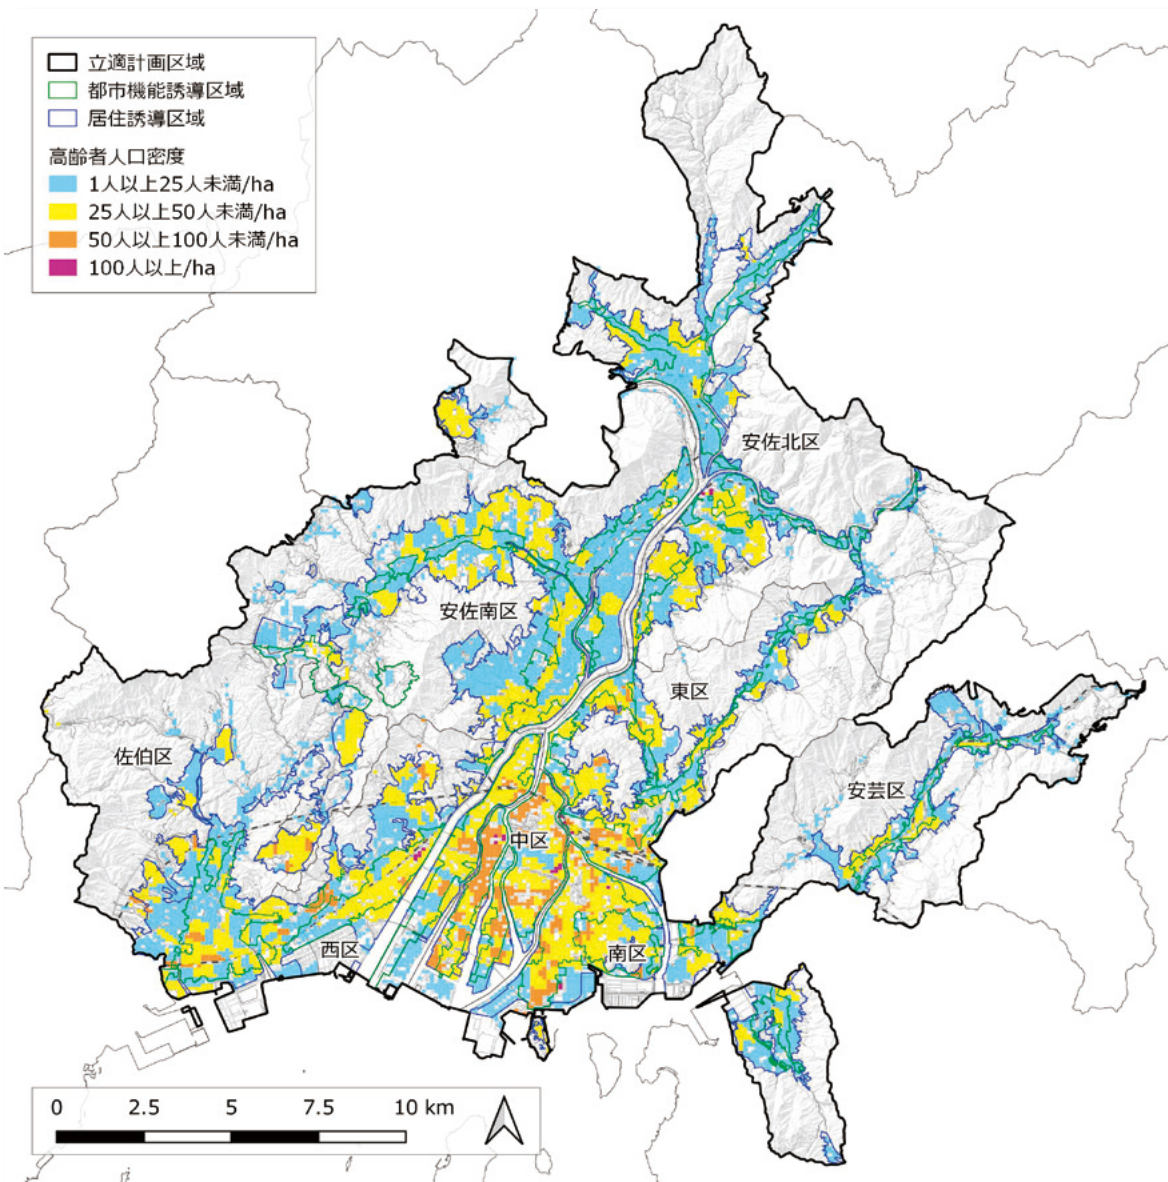 立適計画区域
都市機能誘導区域
居住誘導区域
高齢者人口密度
1人以上25人未満/ha
25人以上50人未満/ha
50人以上100人未満/ha
100人以上/ha
安佐北区
安佐南区
東区
佐伯区
安芸区
中区
西区
南区
0 2.5 5 7.5 10 km